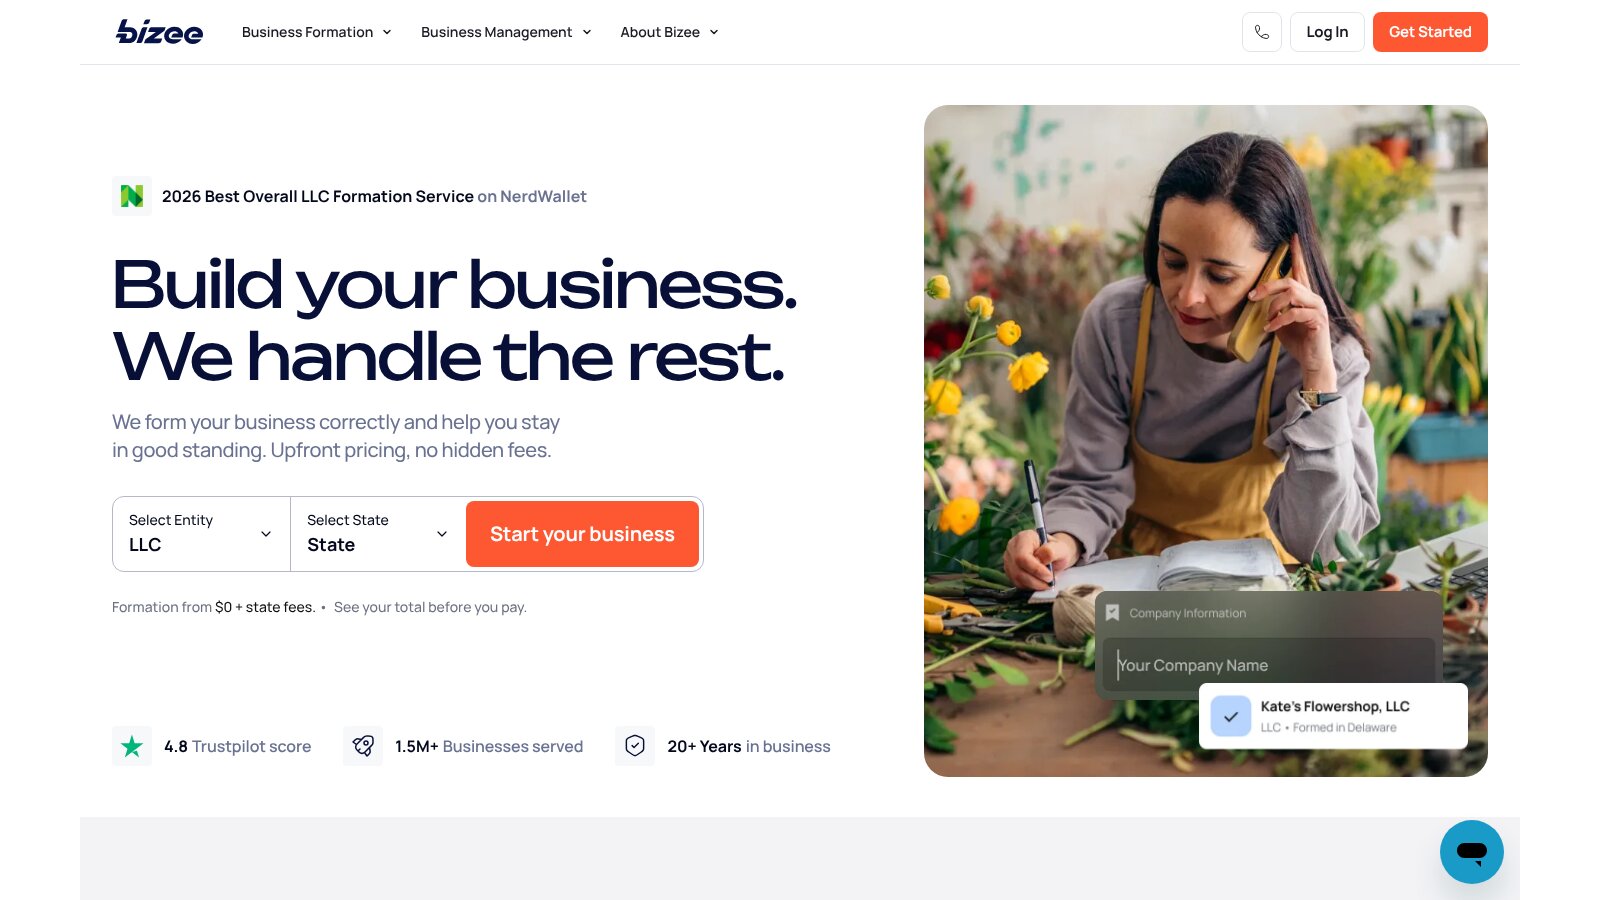 bizee
Business Formation
Business Management
About Bizee
Log In
Get Started
2026 Best Overall LLC Formation Service on NerdWallet
Build your business.
We handle the rest.
We form your business correctly and help you stay
in good standing. Upfront pricing, no hidden fees.
Select Entity
LLC
Select State
State
Start your business
Formation from $0 + state fees. • See your total before you pay.
4.8 Trustpilot score
1.5M+ Businesses served
20+ Years in business
Company Information
Your Company Name
Kate's Flowershop, LLC
LLC • Formed in Delaware